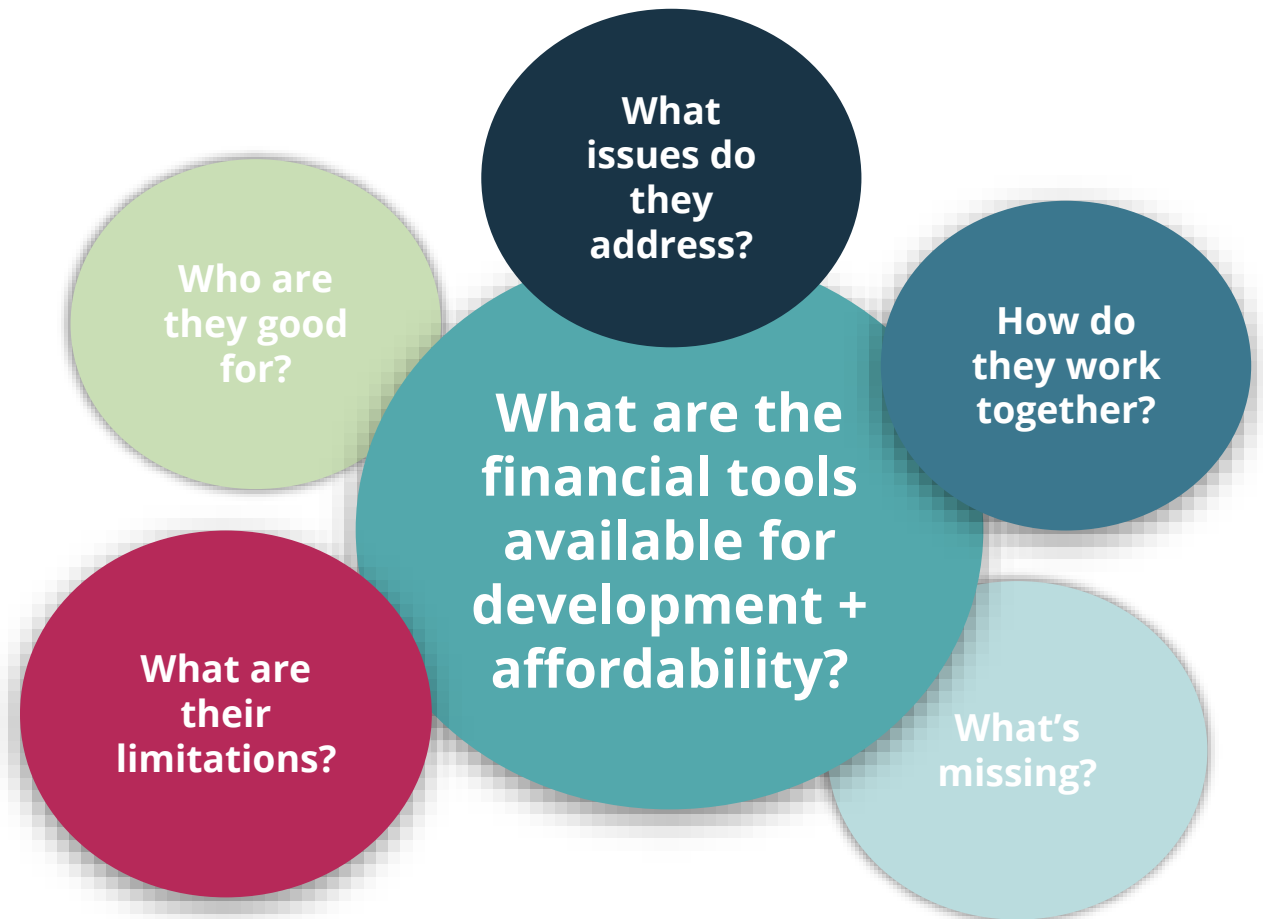 What
issues do
they
address?
Who are
they good
for?
How do
they work
together?
What are the
financial tools
available for
development +
affordability?
What are
their
limitations?
What's
missing?